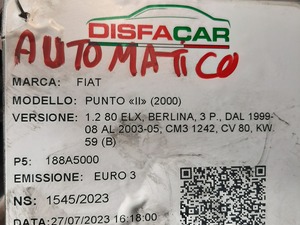 DISFACAR
AUTOMATICO
MARCA: FIAT
MODELLO: PUNTO «II» (2000)
VERSIONE: 1.2 80 ELX, BERLINA, 3 P., DAL 1999-
08 AL 2003-05, CM3 1242, CV 80, KW.
59 (B)
P5: 188A5000
EMISSIONE: EURO 3
NS: 1545/2023
DATA:27/07/2023 16:18:00